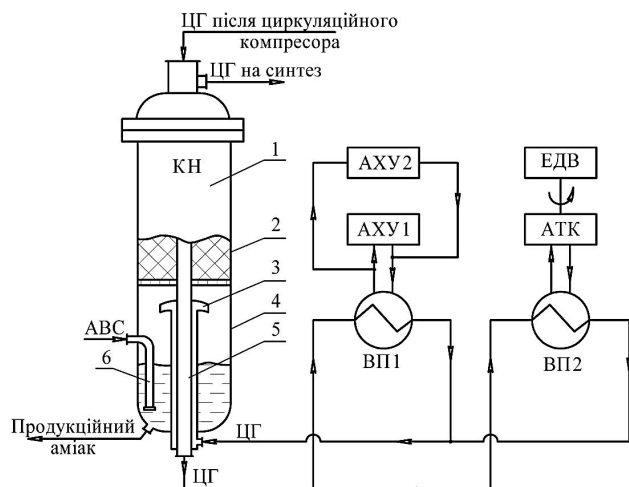 ЦГ після циркуляційного
компресора
ЦГ на синтез
КН
1
2
3
4
5
6
АВС
Продукційний
аміак
ЦГ
ЦГ
АХУ2
АХУ1
ВП1
ЕДВ
АТК
ВП2